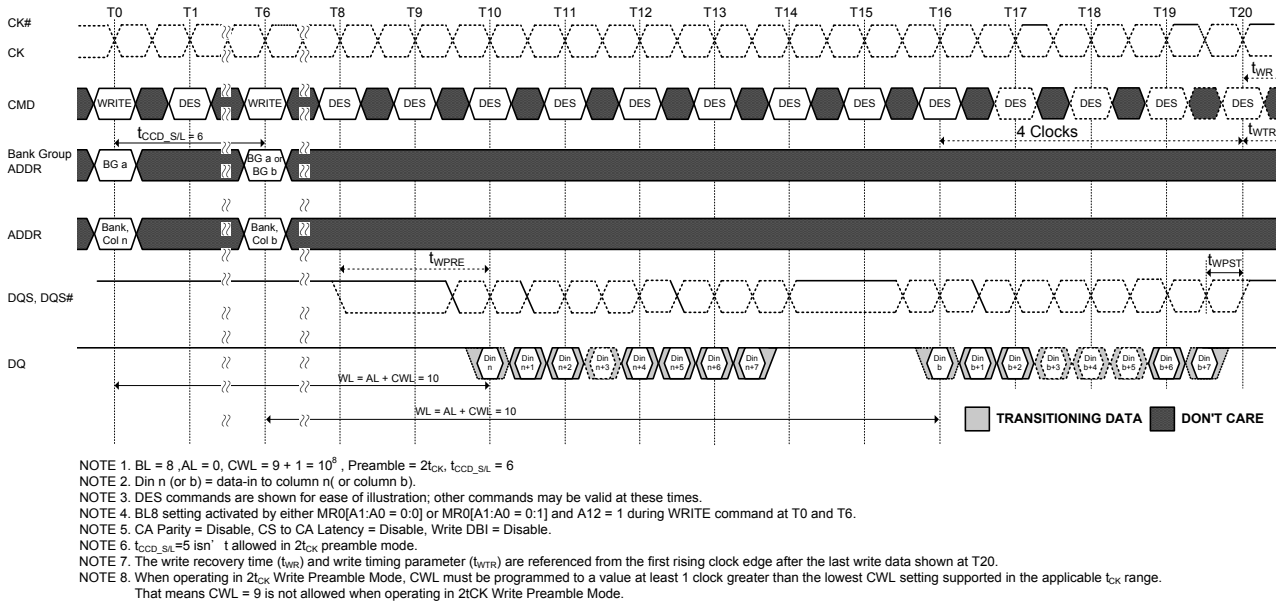 T0 T1 T6 T8 T9 T10 T11 T12 T13 T14 T15 T16 T17 T18 T19 T20
CK#
CK
tWR
CMD
WRITE DES WRITE DES DES DES DES DES DES DES DES DES DES DES DES DES
tCCD_S/L = 6
4 Clocks
tWTR
Bank Group
ADDR
BG a
BG a or
BG b
ADDR
Bank,
Col n
Bank,
Col b
tWPRE
tWPST
DQS, DQS#
DQ
Din n Din n+1 Din n+2 Din n+3 Din n+4 Din n+5 Din n+6 Din n+7 Din b Din b+1 Din b+2 Din b+3 Din b+4 Din b+5 Din b+6 Din b+7
WL = AL + CWL = 10
WL = AL + CWL = 10
TRANSITIONING DATA DON'T CARE
NOTE 1. BL = 8 ,AL = 0, CWL = 9 + 1 = 10⁸ , Preamble = 2tCK, tCCD_S/L = 6
NOTE 2. Din n (or b) = data-in to column n( or column b).
NOTE 3. DES commands are shown for ease of illustration; other commands may be valid at these times.
NOTE 4. BL8 setting activated by either MR0[A1:A0 = 0:0] or MR0[A1:A0 = 0:1] and A12 = 1 during WRITE command at T0 and T6.
NOTE 5. CA Parity = Disable, CS to CA Latency = Disable, Write DBI = Disable.
NOTE 6. tCCD_S/L=5 isn' t allowed in 2tCK preamble mode.
NOTE 7. The write recovery time (tWR) and write timing parameter (tWTR) are referenced from the first rising clock edge after the last write data shown at T20.
NOTE 8. When operating in 2tCK Write Preamble Mode, CWL must be programmed to a value at least 1 clock greater than the lowest CWL setting supported in the applicable tCK range.
That means CWL = 9 is not allowed when operating in 2tCK Write Preamble Mode.